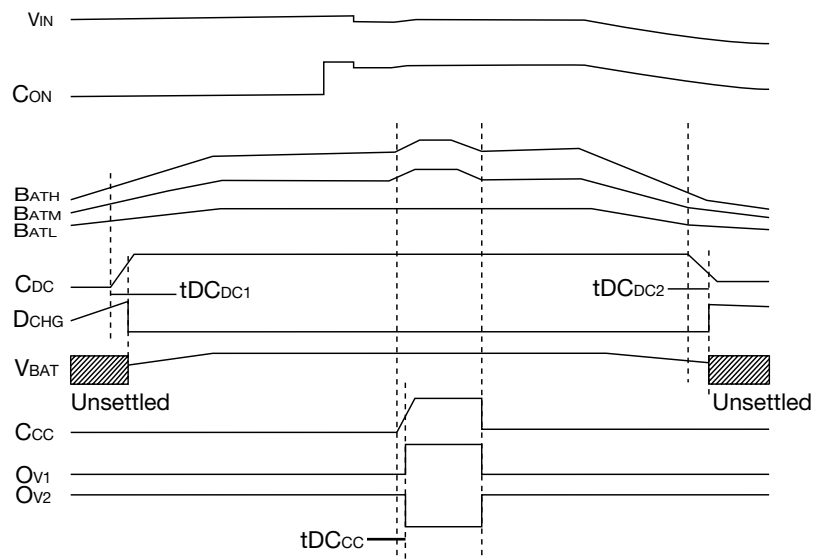 VIN
CON
BATH
BATM
BATL
CDC
tDCDC1
tDCDC2
DCHG
VBAT
Unsettled
Unsettled
CCC
OV1
OV2
tDCCC